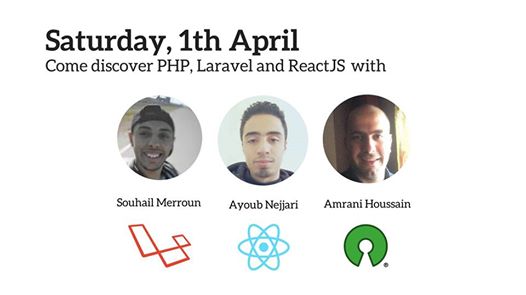 Saturday, 1th April
Come discover PHP, Laravel and ReactJS with
Souhail Merroun
Ayoub Nejjari
Amrani Houssain
®